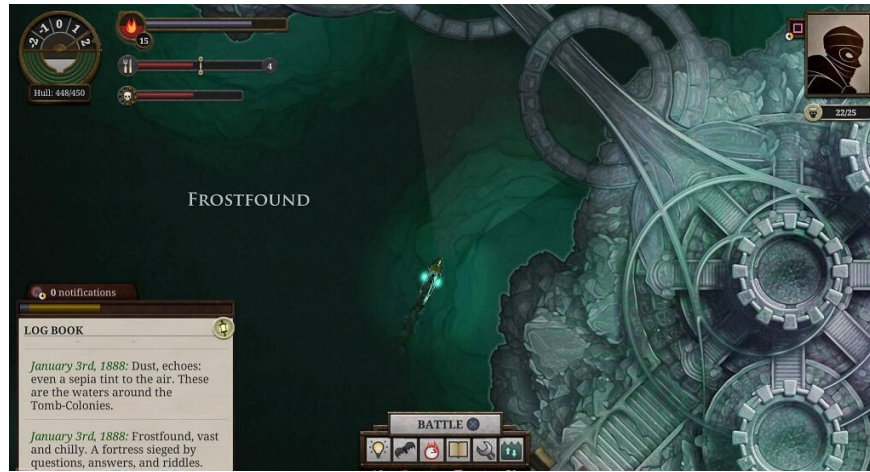 -2 -1 0 1 2
15
4
Hull: 448/450
22/25
FROSTFOUND
0 notifications
LOG BOOK
January 3rd, 1888: Dust, echoes:
even a sepia tint to the air. These
are the waters around the
Tomb-Colonies.
January 3rd, 1888: Frostfound, vast
and chilly. A fortress sieged by
questions, answers, and riddles.
BATTLE